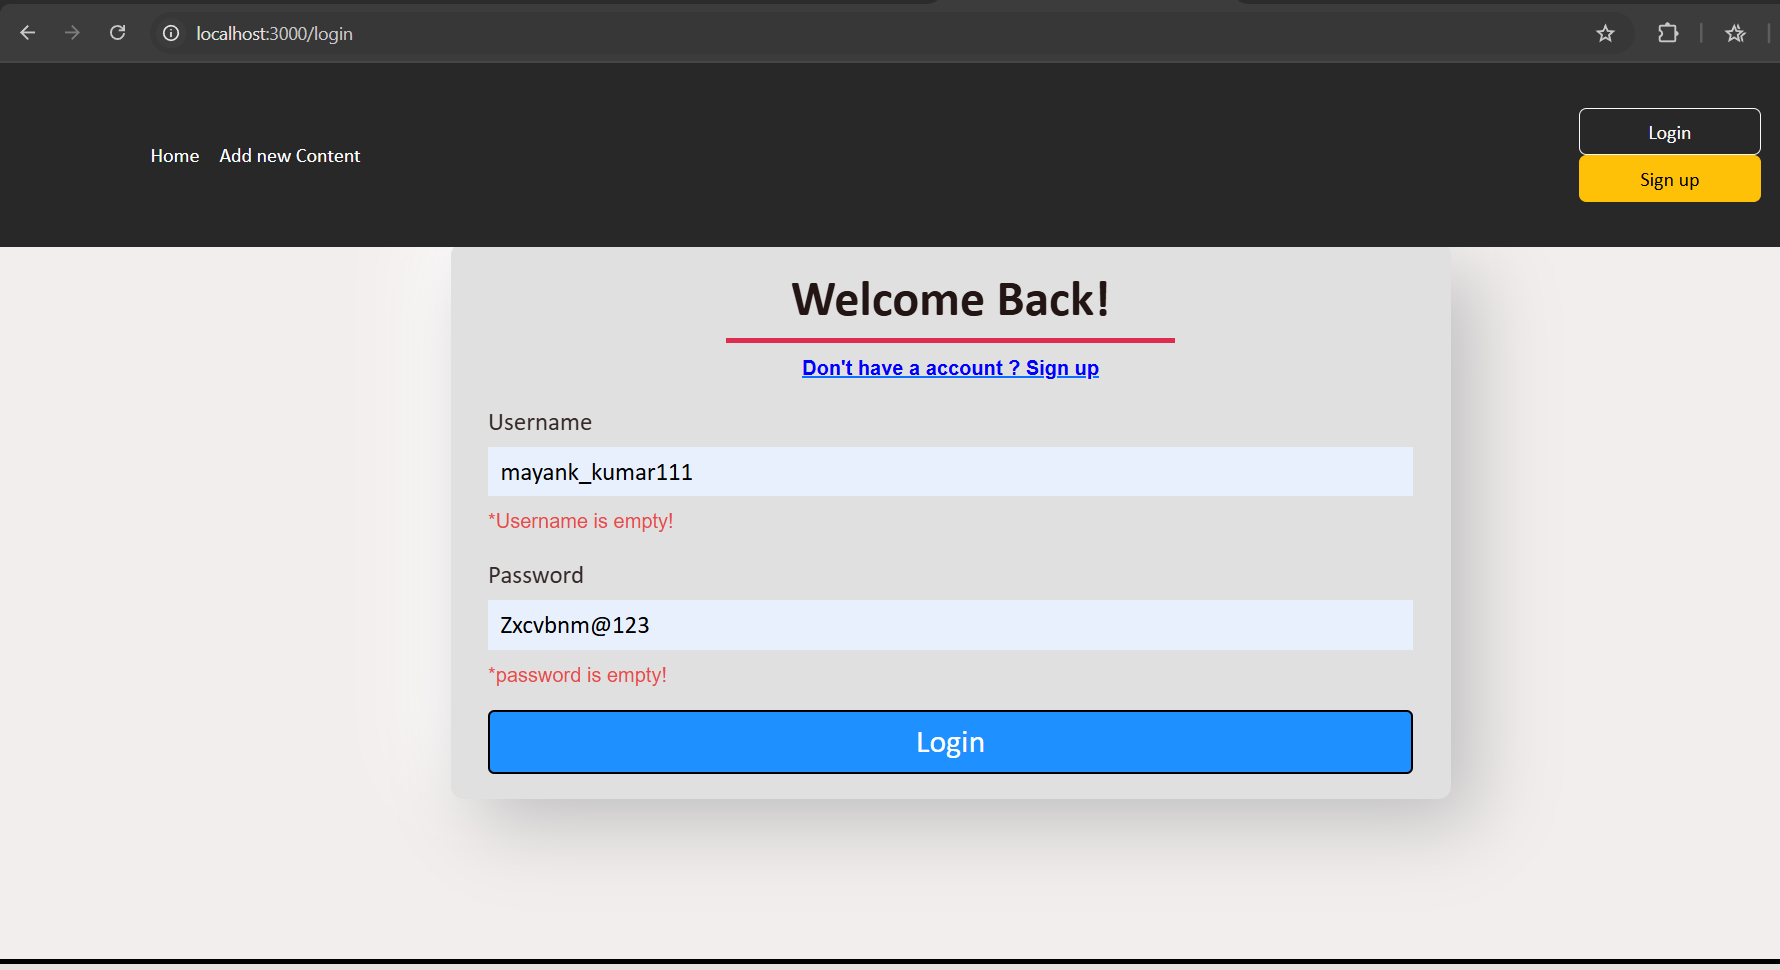 localhost:3000/login
Home
Add new Content
Login
Sign up
Welcome Back!
Don't have a account ? Sign up
Username
mayank_kumar111
*Username is empty!
Password
Zxcvbnm@123
*password is empty!
Login